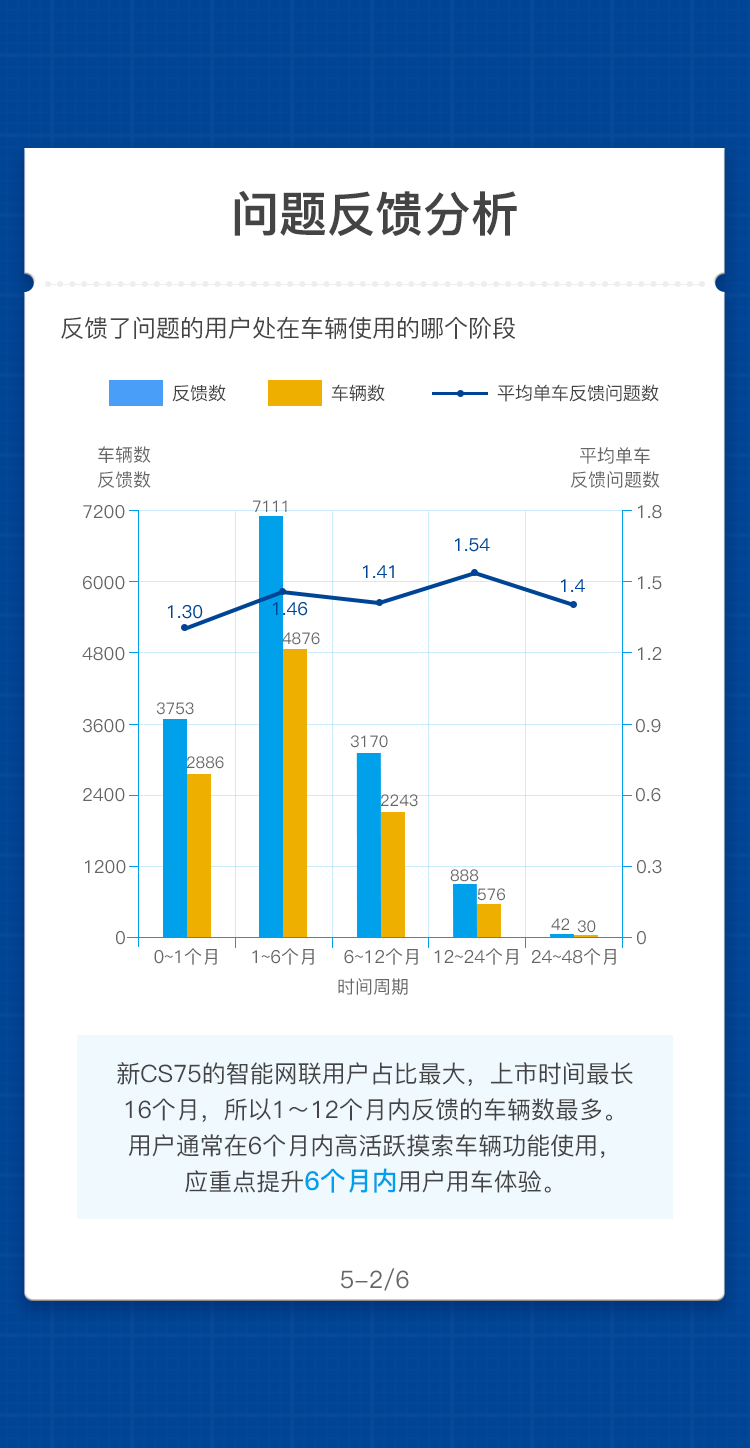 问题反馈分析
反馈了问题的用户处在车辆使用的哪个阶段
反馈数 车辆数 平均单车反馈问题数
车辆数
反馈数
平均单车
反馈问题数
7200
6000
4800
3600
2400
1200
0
1.8
1.5
1.2
0.9
0.6
0.3
0
1.30
1.46
1.41
1.54
1.4
3753
2886
7111
4876
3170
2243
888
576
42
30
0~1个月 1~6个月 6~12个月 12~24个月 24~48个月
时间周期
新CS75的智能网联用户占比最大，上市时间最长
16个月，所以1～12个月内反馈的车辆数最多。
用户通常在6个月内高活跃摸索车辆功能使用，
应重点提升6个月内用户用车体验。
5-2/6